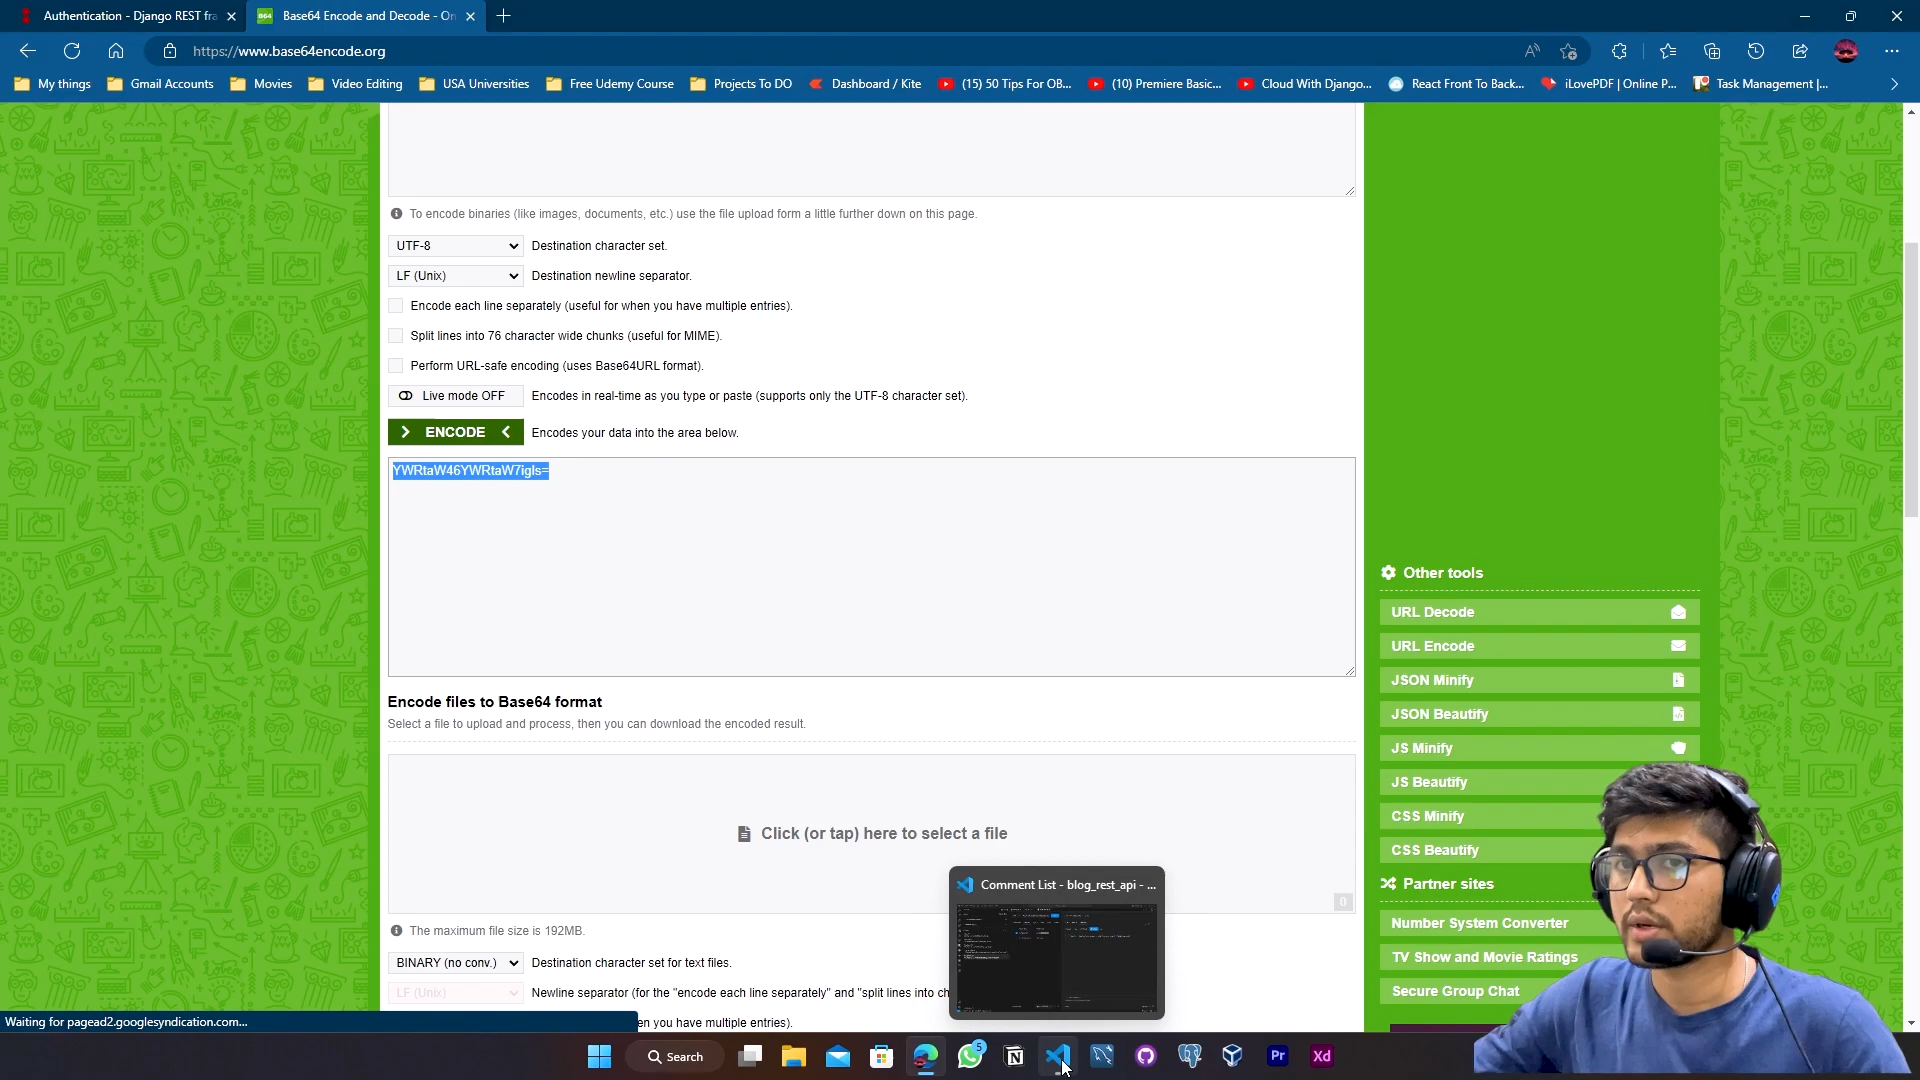 Authentication - Django REST fra
Base64 Encode and Decode - On
https://www.base64encode.org
My things
Gmail Accounts
Movies
Video Editing
USA Universities
Free Udemy Course
Projects To DO
Dashboard / Kite
(15) 50 Tips For OB...
(10) Premiere Basic...
Cloud With Django...
React Front To Back...
iLovePDF | Online P...
Task Management |...
To encode binaries (like images, documents, etc.) use the file upload form a little further down on this page.
UTF-8 Destination character set.
LF (Unix) Destination newline separator.
Encode each line separately (useful for when you have multiple entries).
Split lines into 76 character wide chunks (useful for MIME).
Perform URL-safe encoding (uses Base64URL format).
Live mode OFF Encodes in real-time as you type or paste (supports only the UTF-8 character set).
> ENCODE < Encodes your data into the area below.
YWRtaW46YWRtaW7igIs=
Encode files to Base64 format
Select a file to upload and process, then you can download the encoded result.
Click (or tap) here to select a file
0
The maximum file size is 192MB.
BINARY (no conv.) Destination character set for text files.
LF (Unix) Newline separator (for the "encode each line separately" and "split lines into ch
en you have multiple entries).
Other tools
URL Decode
URL Encode
JSON Minify
JSON Beautify
JS Minify
JS Beautify
CSS Minify
CSS Beautify
Partner sites
Number System Converter
TV Show and Movie Ratings
Secure Group Chat
Comment List - blog_rest_api - ...
Waiting for pagead2.googlesyndication.com...
Search
5
Pr
Xd